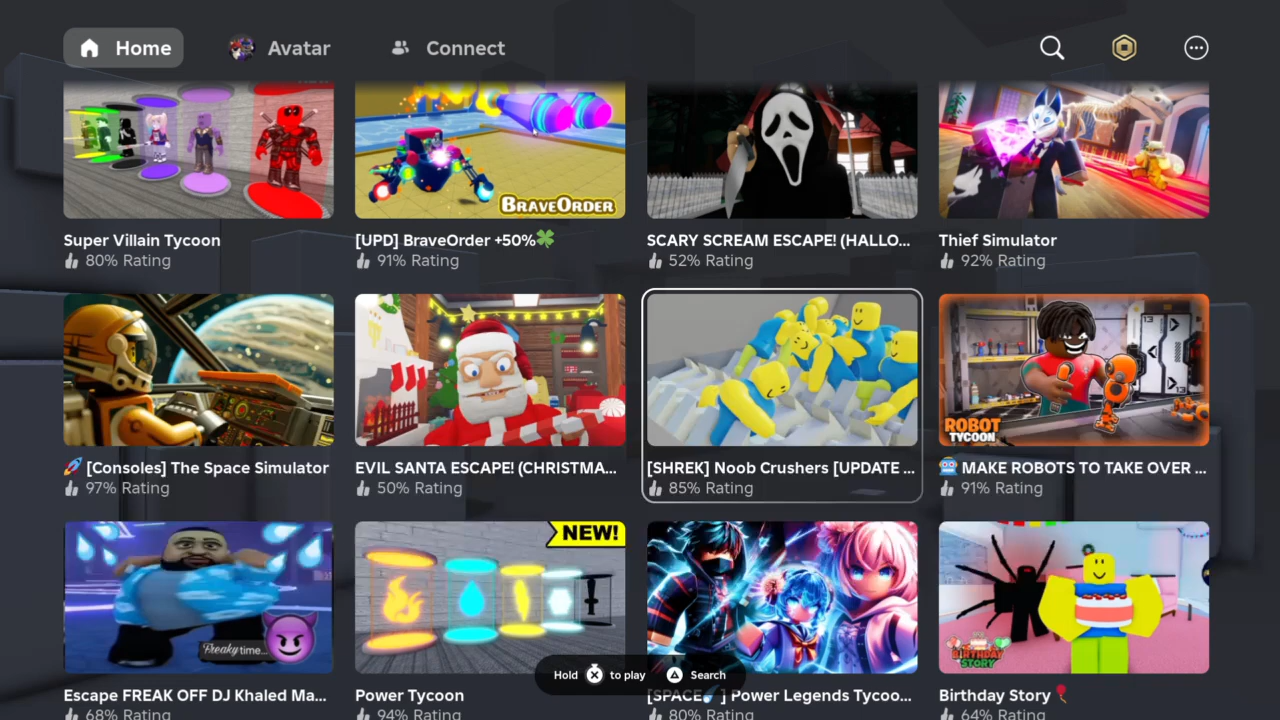 Home
Avatar
Connect
BRAVEORDER
Super Villain Tycoon
80% Rating
[UPD] BraveOrder +50%🍀
91% Rating
SCARY SCREAM ESCAPE! (HALLO...
52% Rating
Thief Simulator
92% Rating
ROBOT
TYCOON
🚀 [Consoles] The Space Simulator
97% Rating
EVIL SANTA ESCAPE! (CHRISTMA...
50% Rating
[SHREK] Noob Crushers [UPDATE ...
85% Rating
🤖 MAKE ROBOTS TO TAKE OVER ...
91% Rating
NEW!
Freaky time...
BIRTHDAY
STORY
Hold X to play
Search
Escape FREAK OFF DJ Khaled Ma...
68% Rating
Power Tycoon
94% Rating
[SPACE☄️] Power Legends Tycoo...
80% Rating
Birthday Story🎈
64% Rating